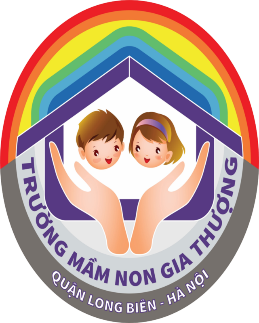 TRƯỜNG MẦM NON GIA THƯỢNG
QUẬN LONG BIÊN - HÀ NỘI